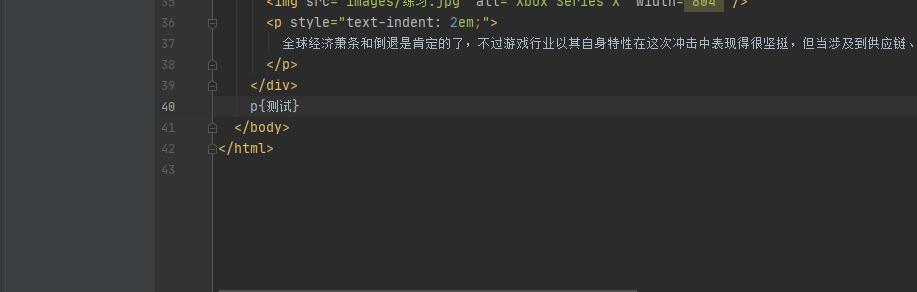 35 <img src="images/练习.jpg" alt="Xbox Series X" width="804" />
36 <p style="text-indent: 2em;">
37 全球经济萧条和倒退是肯定的了，不过游戏行业以其自身特性在这次冲击中表现得很坚挺，但当涉及到供应链、
38 </p>
39 </div>
40 p{测试}
41 </body>
42 </html>
43